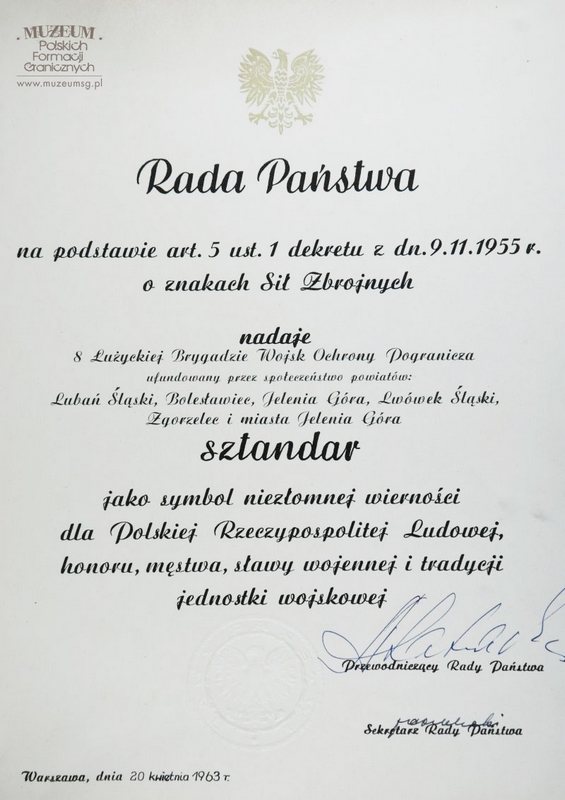 MUZEUM
Polskich
Formacji
Granicznych
www.muzeumsg.pl
Rada Państwa
na podstawie art. 5 ust. 1 dekretu z dn. 9.11.1955 r.
o znakach Sił Zbrojnych
nadaje
8 Łużyckiej Brygadzie Wojsk Ochrony Pogranicza
ufundowany przez społeczeństwo powiatów:
Lubań Śląski, Bolesławiec, Jelenia Góra, Lwówek Śląski,
Zgorzelec i miasta Jelenia Góra
sztandar
jako symbol niezłomnej wierności
dla Polskiej Rzeczypospolitej Ludowej,
honoru, męstwa, sławy wojennej i tradycji
jednostki wojskowej
Przewodniczący Rady Państwa
Sekretarz Rady Państwa
Warszawa, dnia 20 kwietnia 1963 r.